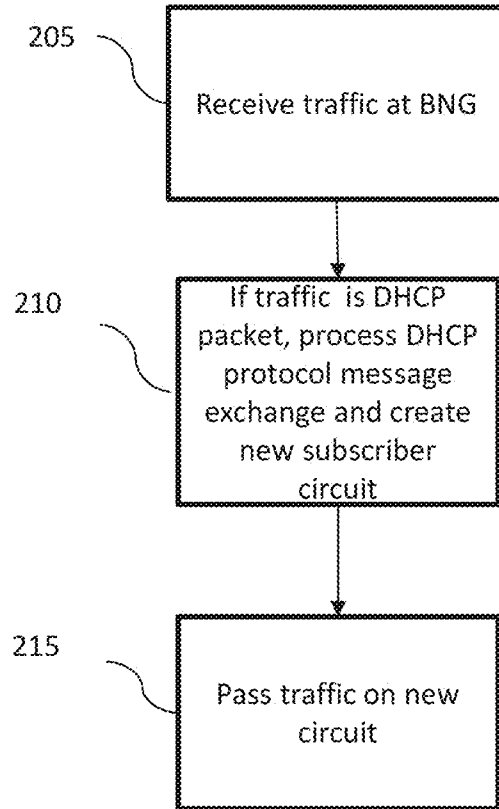 205
Receive traffic at BNG
210
If traffic is DHCP
packet, process DHCP
protocol message
exchange and create
new subscriber
circuit
215
Pass traffic on new
circuit